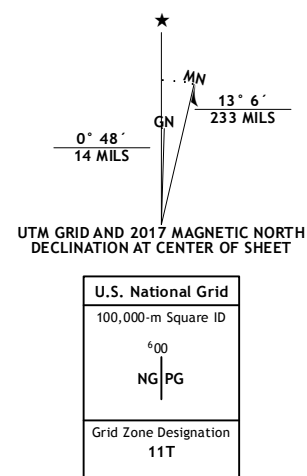 ★
MN
GN
13° 6´
233 MILS
0° 48´
14 MILS
UTM GRID AND 2017 MAGNETIC NORTH
DECLINATION AT CENTER OF SHEET
U.S. National Grid
100,000-m Square ID
⁶00
NG PG
Grid Zone Designation
11T